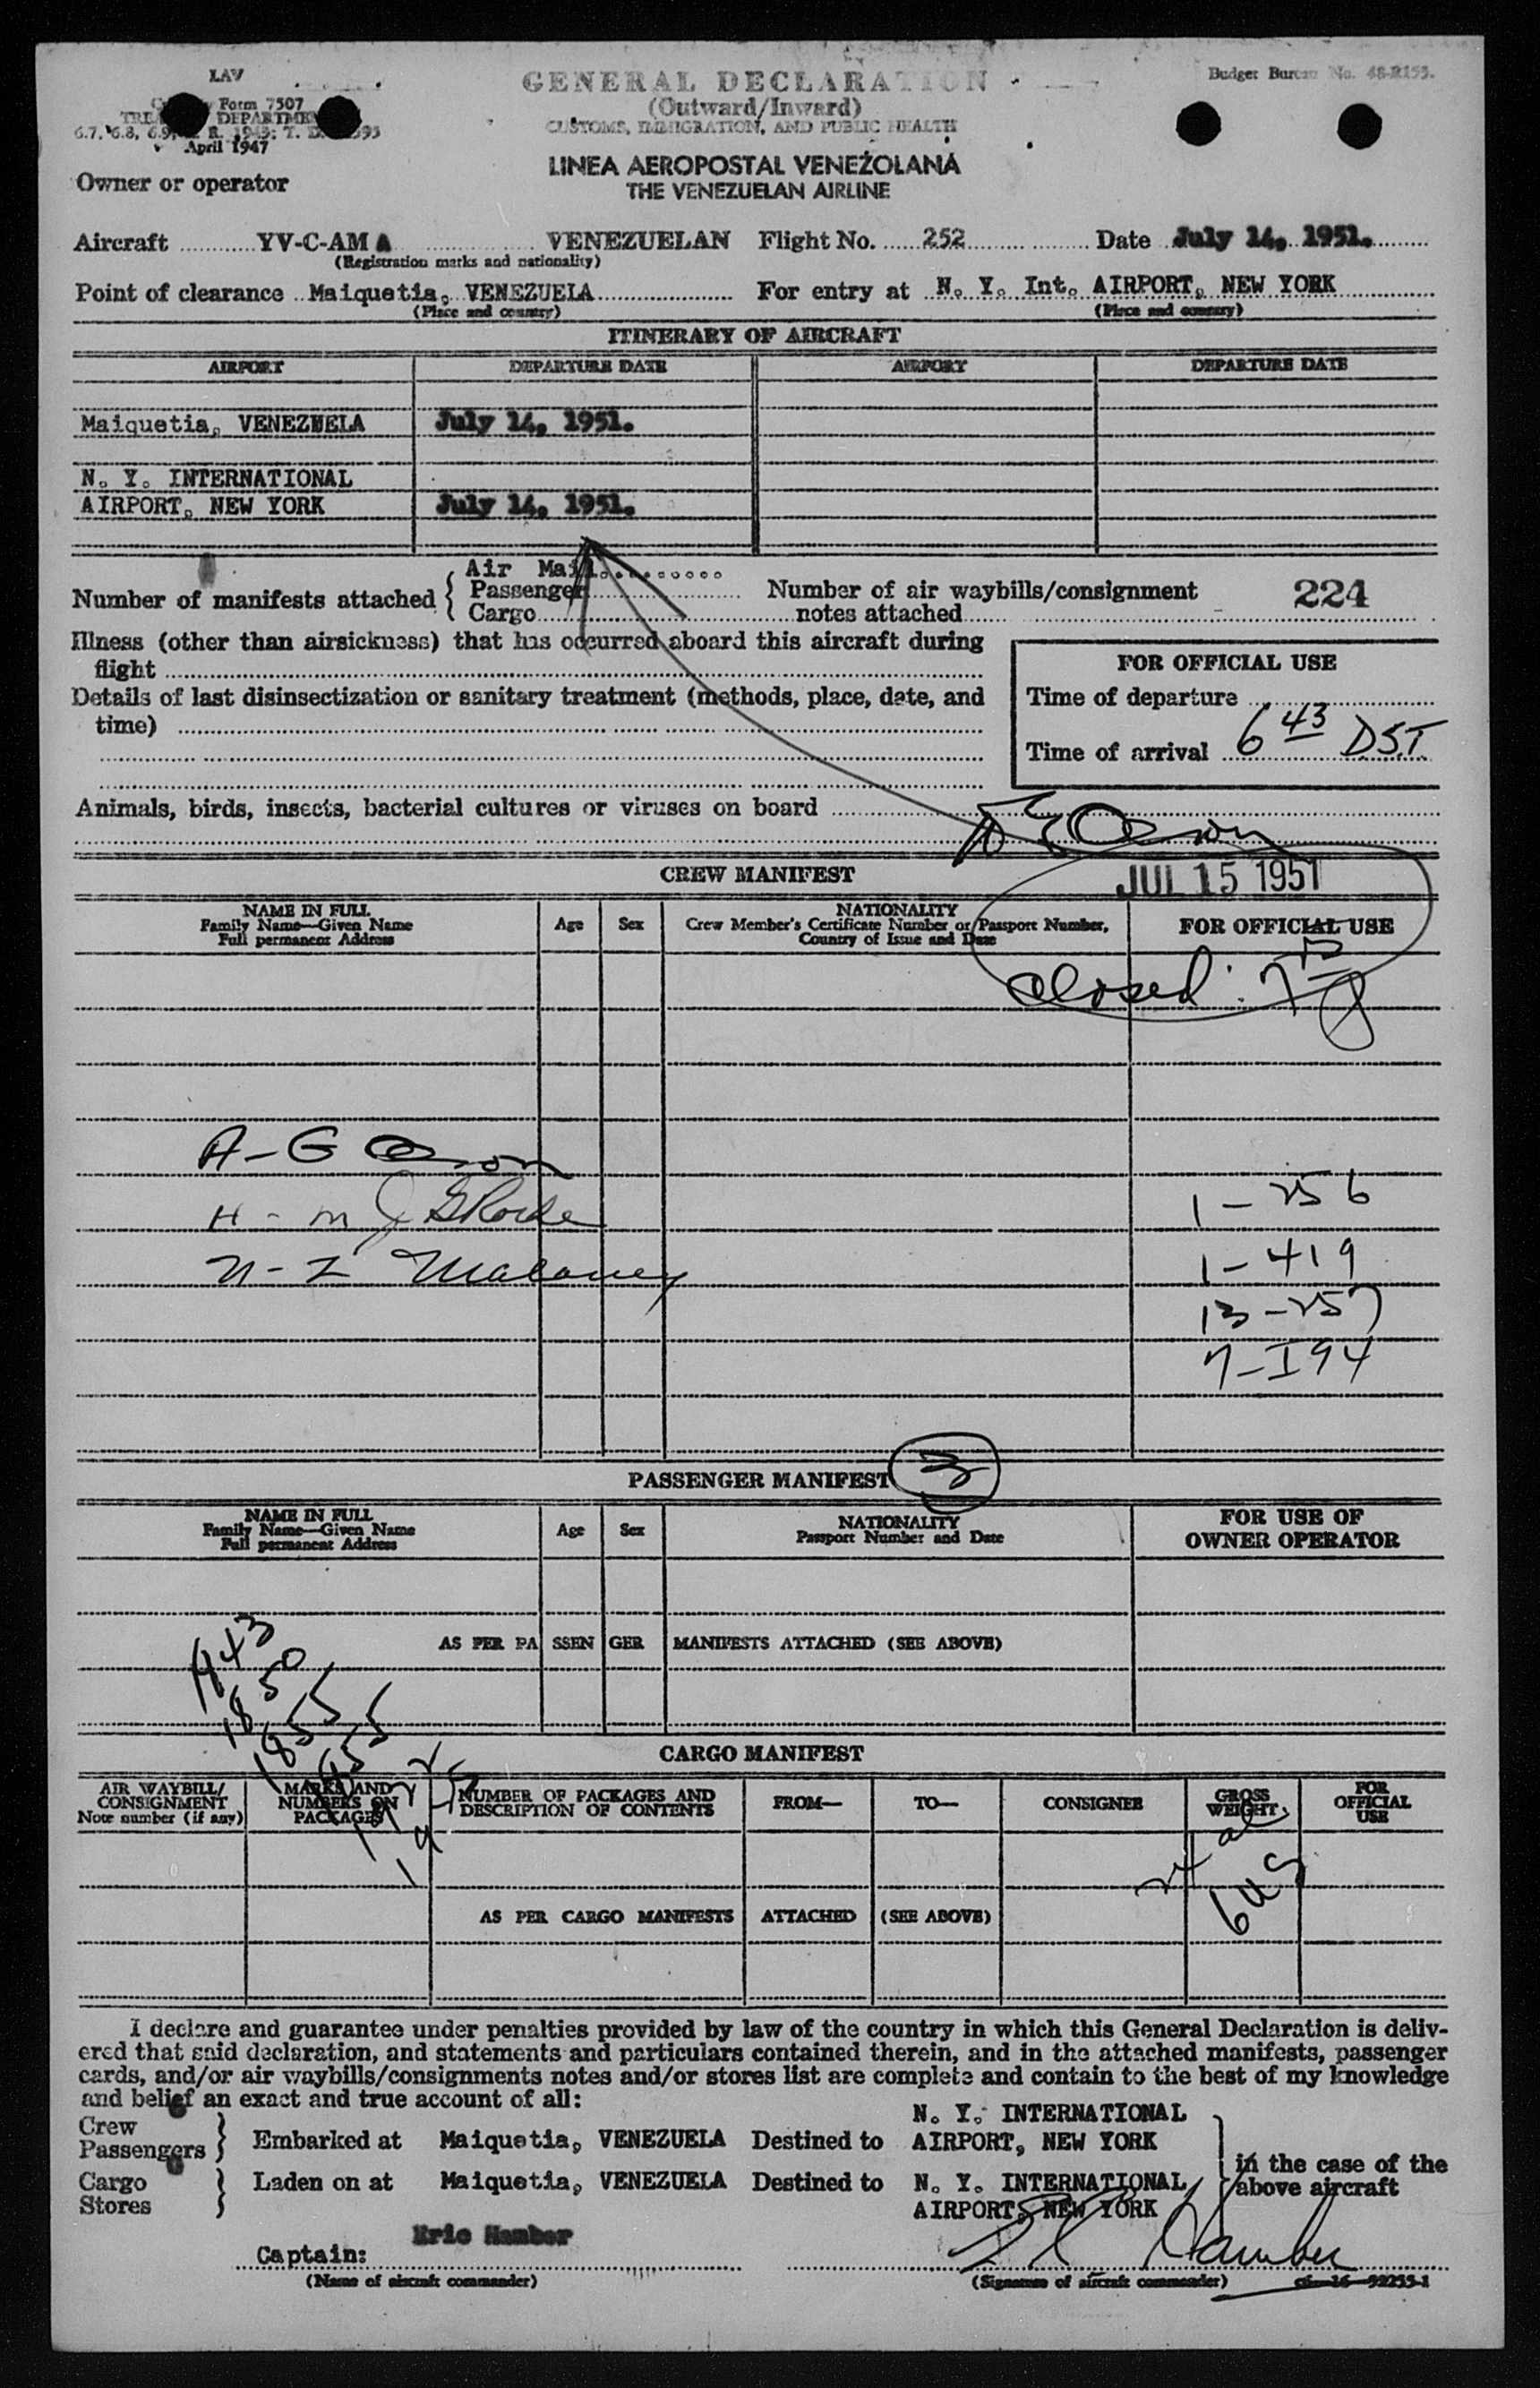 LAV
GENERAL DECLARATION
Budget Bureau No. 48-R155.
Form 7507
(Outward/Inward)
TREASURY DEPARTMENT
CUSTOMS, IMMIGRATION, AND PUBLIC HEALTH
April 1947
LINEA AEROPOSTAL VENEZOLANA
Owner or operator
THE VENEZUELAN AIRLINE
Aircraft YV-C-AMA VENEZUELAN Flight No. 252 Date July 14, 1951.
(Registration marks and nationality)
Point of clearance Maiquetia, VENEZUELA For entry at N. Y. Int. AIRPORT, NEW YORK
(Place and country) (Place and country)
ITINERARY OF AIRCRAFT
AIRPORT DEPARTURE DATE AIRPORT DEPARTURE DATE
Maiquetia, VENEZUELA July 14, 1951.
N. Y. INTERNATIONAL
AIRPORT, NEW YORK July 14, 1951.
Air Mail
Number of manifests attached { Passenger Number of air waybills/consignment 224
Cargo notes attached
Illness (other than airsickness) that has occurred aboard this aircraft during
flight
FOR OFFICIAL USE
Details of last disinsectization or sanitary treatment (methods, place, date, and
time)
Time of departure
Time of arrival 6 43 D.S.T.
Animals, birds, insects, bacterial cultures or viruses on board
CREW MANIFEST
JUL 15 1951
NAME IN FULL
Family Name—Given Name
Full permanent Address
Age Sex
NATIONALITY
Crew Member's Certificate Number or Passport Number,
Country of Issue and Date
FOR OFFICIAL USE
closed:
A-G
H-M
N-Z Maloney
1-256
1-419
13-257
7-I94
PASSENGER MANIFEST 3
NAME IN FULL
Family Name—Given Name
Full permanent Address
Age Sex
NATIONALITY
Passport Number and Date
FOR USE OF
OWNER OPERATOR
1843
1850
1855
AS PER PASSENGER MANIFESTS ATTACHED (SEE ABOVE)
CARGO MANIFEST
AIR WAYBILL/
CONSIGNMENT
Note number (if any)
MARKS AND
NUMBERS ON
PACKAGES
NUMBER OF PACKAGES AND
DESCRIPTION OF CONTENTS
FROM— TO— CONSIGNEE
GROSS
WEIGHT
FOR
OFFICIAL
USE
AS PER CARGO MANIFESTS ATTACHED (SEE ABOVE)
I declare and guarantee under penalties provided by law of the country in which this General Declaration is deliv-
ered that said declaration, and statements and particulars contained therein, and in the attached manifests, passenger
cards, and/or air waybills/consignments notes and/or stores list are complete and contain to the best of my knowledge
and belief an exact and true account of all:
N. Y. INTERNATIONAL
Crew
Passengers } Embarked at Maiquetia, VENEZUELA Destined to AIRPORT, NEW YORK
in the case of the
above aircraft
Cargo
Stores } Laden on at Maiquetia, VENEZUELA Destined to N. Y. INTERNATIONAL
AIRPORT, NEW YORK
Eric Hamber
Captain:
(Name of aircraft commander) (Signature of aircraft commander)